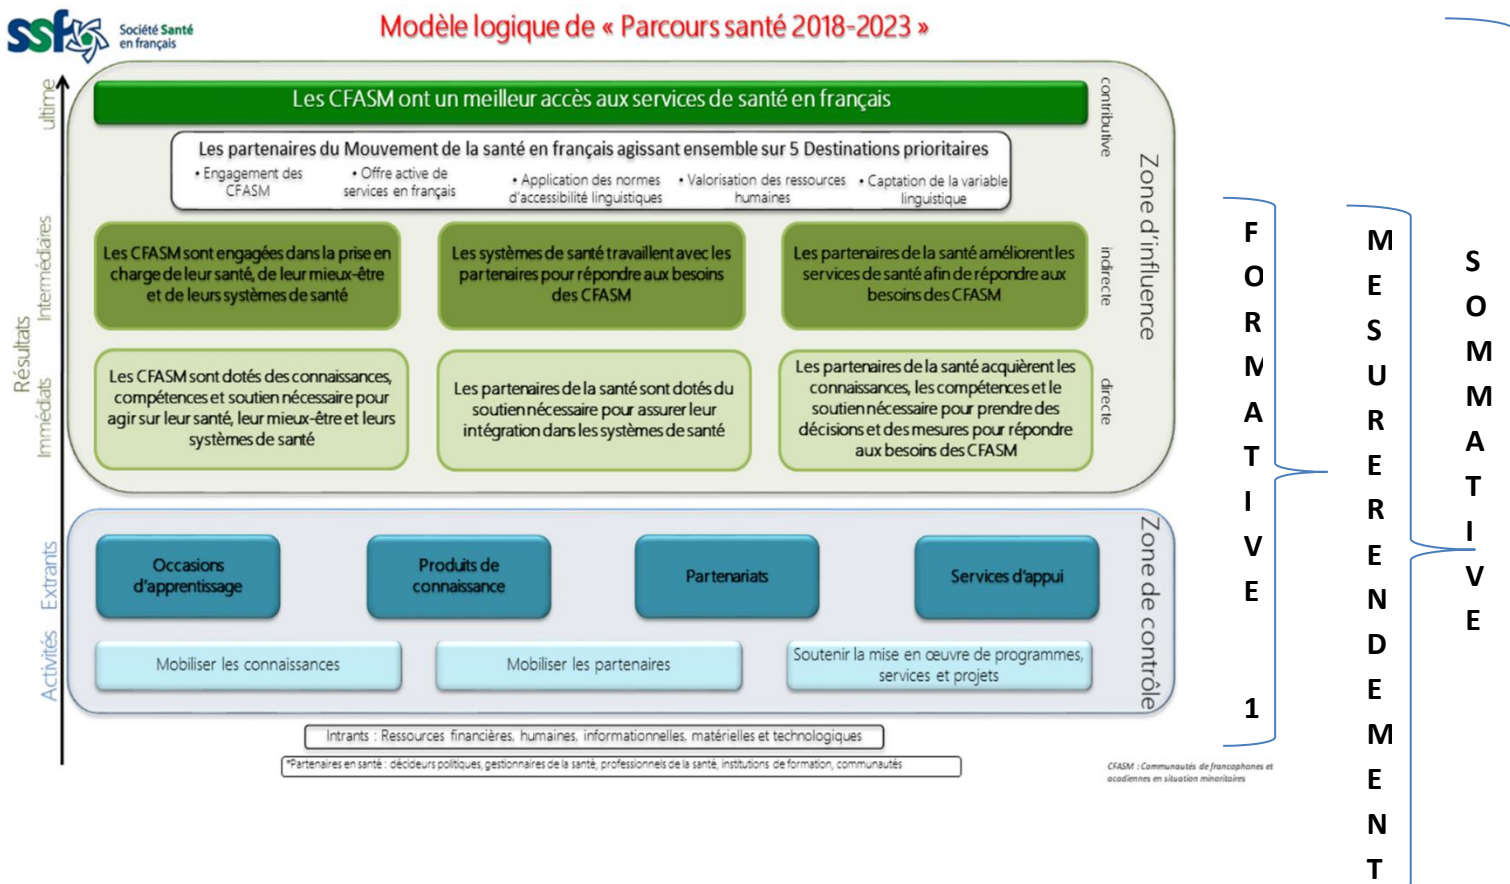 ssf
Société Santé
en français
Modèle logique de « Parcours santé 2018-2023 »
ultime
Les CFASM ont un meilleur accès aux services de santé en français
contributive
Les partenaires du Mouvement de la santé en français agissant ensemble sur 5 Destinations prioritaires
• Engagement des
CFASM
• Offre active de
services en français
• Application des normes
d'accessibilité linguistiques
• Valorisation des ressources
humaines
• Captation de la variable
linguistique
Zone d'influence
Résultats
Intermédiaires
Les CFASM sont engagées dans la prise en
charge de leur santé, de leur mieux-être
et de leurs systèmes de santé
Les systèmes de santé travaillent avec les
partenaires pour répondre aux besoins
des CFASM
Les partenaires de la santé améliorent les
services de santé afin de répondre aux
besoins des CFASM
indirecte
Immédiats
Les CFASM sont dotés des connaissances,
compétences et soutien nécessaire pour
agir sur leur santé, leur mieux-être et leurs
systèmes de santé
Les partenaires de la santé sont dotés du
soutien nécessaire pour assurer leur
intégration dans les systèmes de santé
Les partenaires de la santé acquièrent les
connaissances, les compétences et le
soutien nécessaire pour prendre des
décisions et des mesures pour répondre
aux besoins des CFASM
directe
Extrants
Occasions
d'apprentissage
Produits de
connaissance
Partenariats
Services d'appui
Zone de contrôle
Activités
Mobiliser les connaissances
Mobiliser les partenaires
Soutenir la mise en œuvre de programmes,
services et projets
Intrants : Ressources financières, humaines, informationnelles, matérielles et technologiques
*Partenaires en santé : décideurs politiques, gestionnaires de la santé, professionnels de la santé, institutions de formation, communautés
CFASM : Communautés de francophones et
acadiennes en situation minoritaires
FORMATIVE 1
MESURERENDEMENT
SOMMATIVE